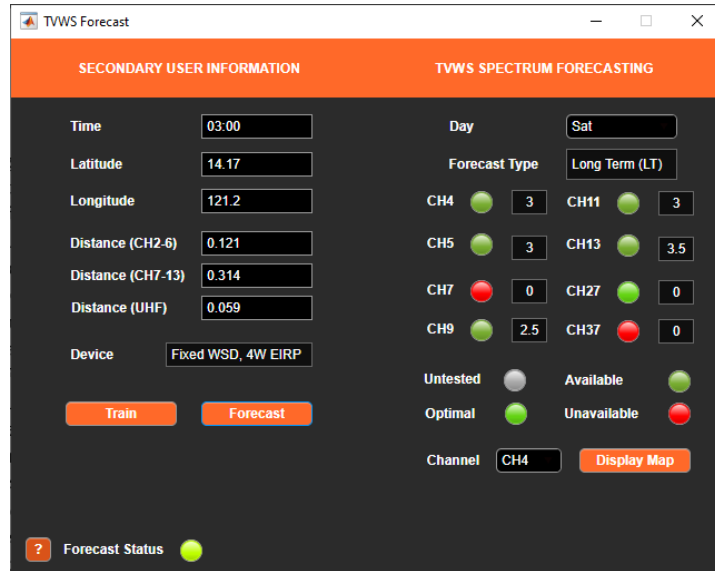 TVWS Forecast
SECONDARY USER INFORMATION
Time 03:00
Latitude 14.17
Longitude 121.2
Distance (CH2-6) 0.121
Distance (CH7-13) 0.314
Distance (UHF) 0.059
Device Fixed WSD, 4W EIRP
Train Forecast
? Forecast Status
TVWS SPECTRUM FORECASTING
Day Sat
Forecast Type Long Term (LT)
CH4 3 CH11 3
CH5 3 CH13 3.5
CH7 0 CH27 0
CH9 2.5 CH37 0
Untested Available
Optimal Unavailable
Channel CH4 Display Map